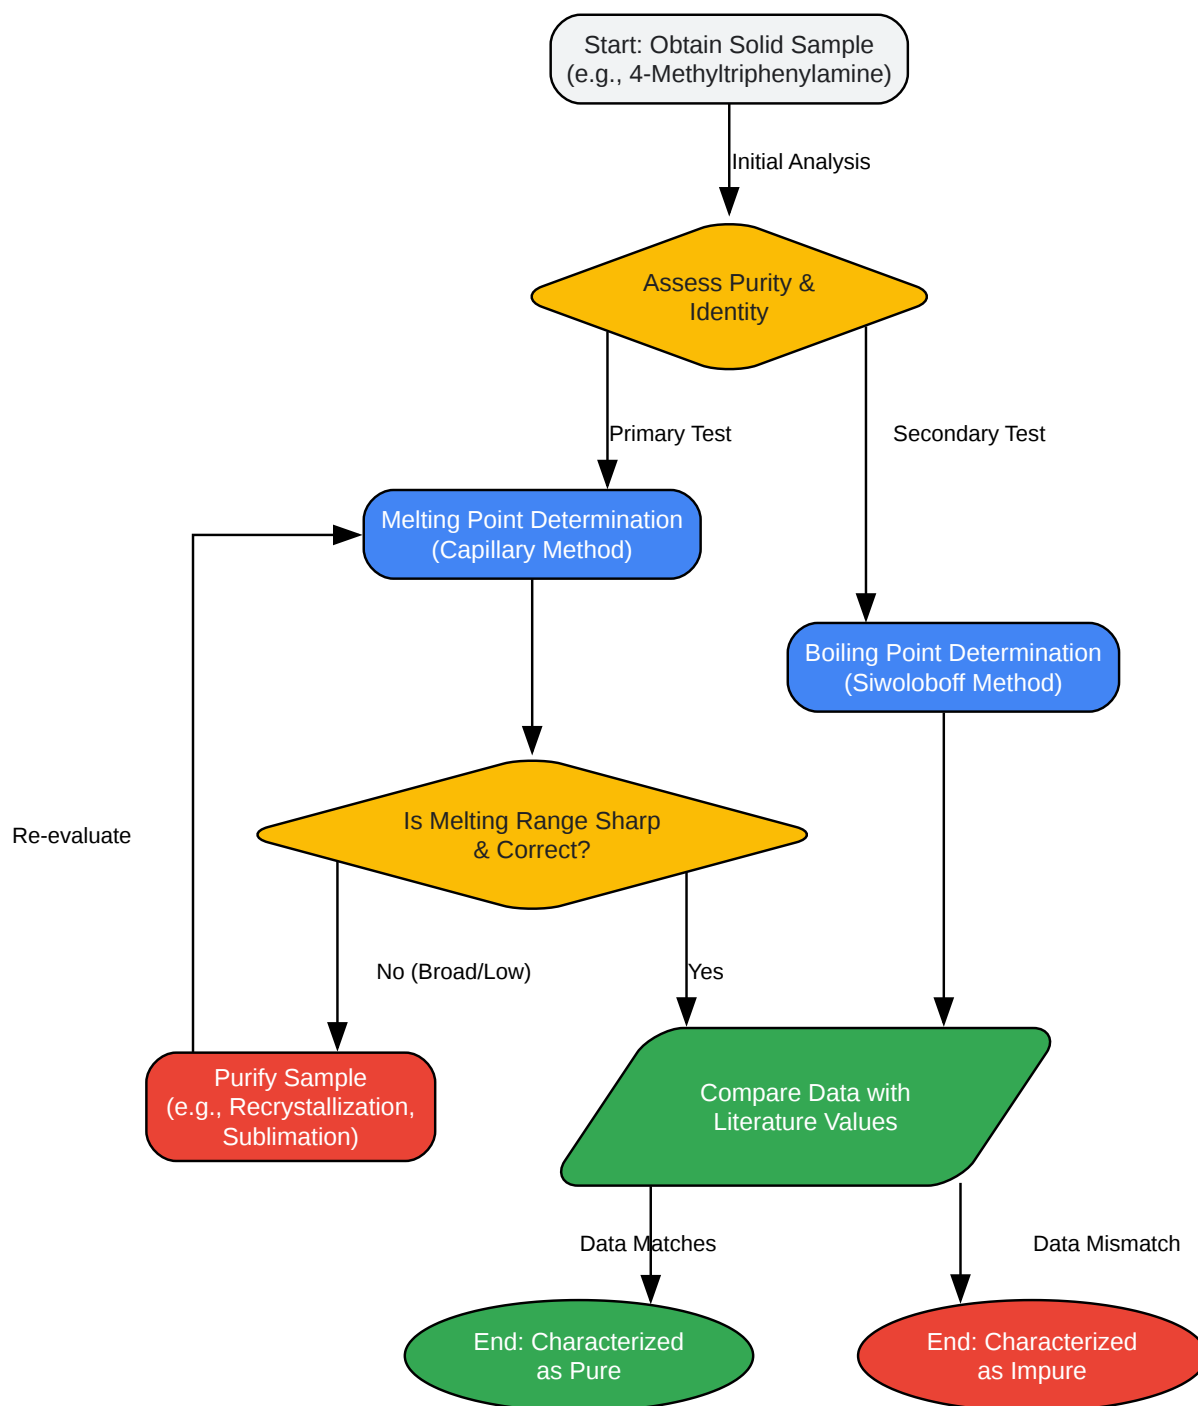 Start: Obtain Solid Sample
(e.g., 4-Methyltriphenylamine)
Initial Analysis
Assess Purity &
Identity
Primary Test
Secondary Test
Melting Point Determination
(Capillary Method)
Boiling Point Determination
(Siwoloboff Method)
Is Melting Range Sharp
& Correct?
Re-evaluate
No (Broad/Low)
Yes
Purify Sample
(e.g., Recrystallization,
Sublimation)
Compare Data with
Literature Values
Data Matches
Data Mismatch
End: Characterized
as Pure
End: Characterized
as Impure